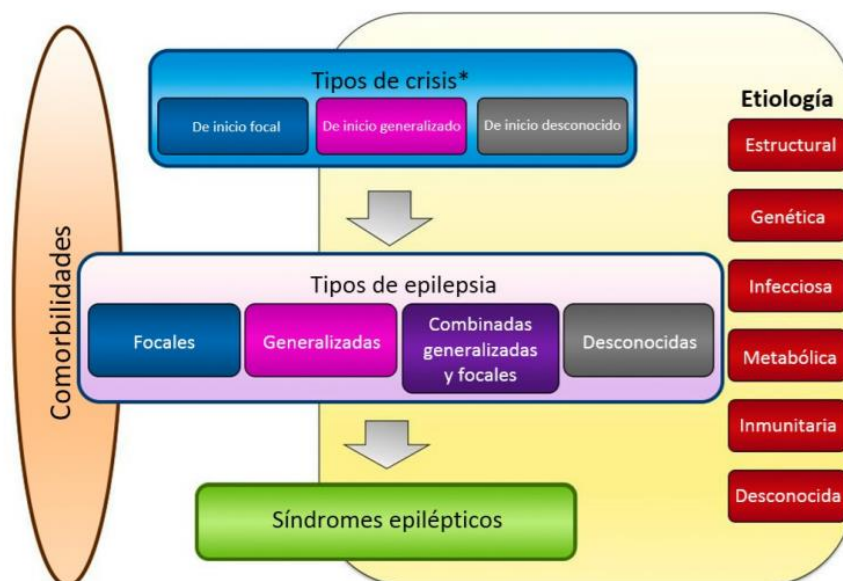 Tipos de crisis*
De inicio focal
De inicio generalizado
De inicio desconocido
Tipos de epilepsia
Focales
Generalizadas
Combinadas
generalizadas
y focales
Desconocidas
Síndromes epilépticos
Comorbilidades
Etiología
Estructural
Genética
Infecciosa
Metabólica
Inmunitaria
Desconocida